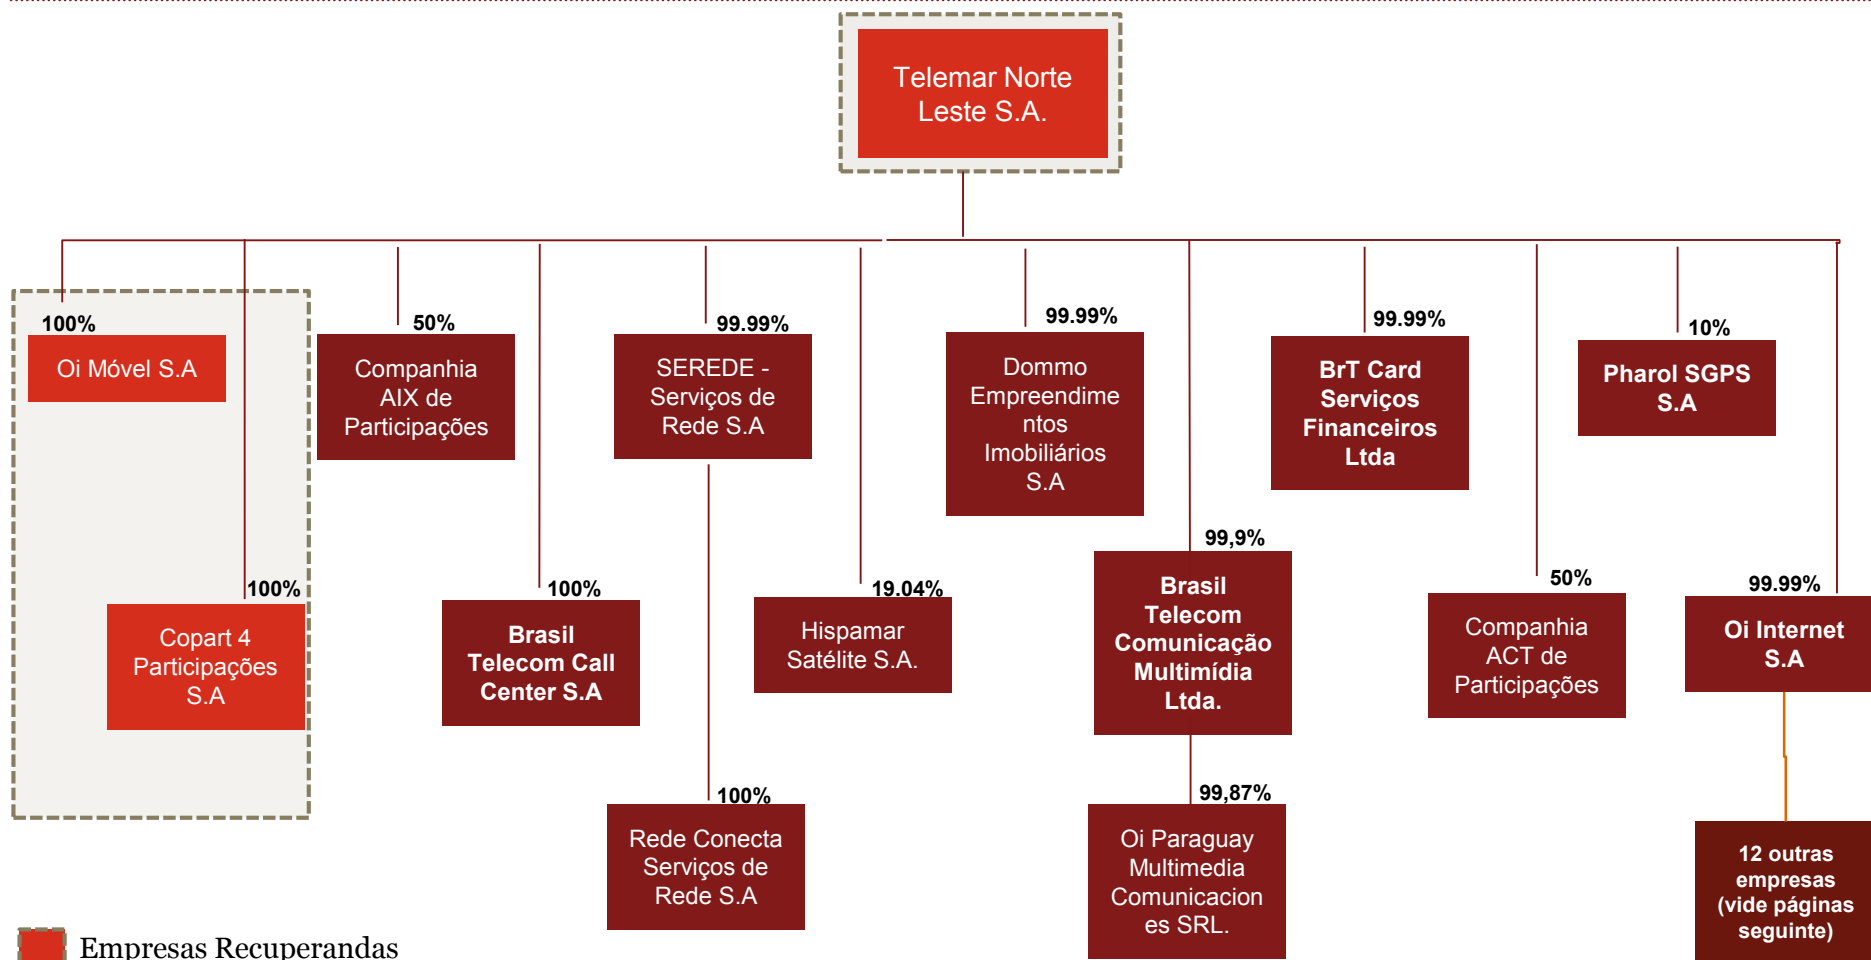 Telemar Norte
Leste S.A.
100%
Oi Móvel S.A
50%
Companhia
AIX de
Participações
99.99%
SEREDE -
Serviços de
Rede S.A
99.99%
Dommo
Empreendime
ntos
Imobiliários
S.A
99.99%
BrT Card
Serviços
Financeiros
Ltda
10%
Pharol SGPS
S.A
100%
Copart 4
Participações
S.A
100%
Brasil
Telecom Call
Center S.A
19.04%
Hispamar
Satélite S.A.
99,9%
Brasil
Telecom
Comunicação
Multimídia
Ltda.
50%
Companhia
ACT de
Participações
99.99%
Oi Internet
S.A
100%
Rede Conecta
Serviços de
Rede S.A
99,87%
Oi Paraguay
Multimedia
Comunicacion
es SRL.
12 outras
empresas
(vide páginas
seguinte)
Empresas Recuperandas